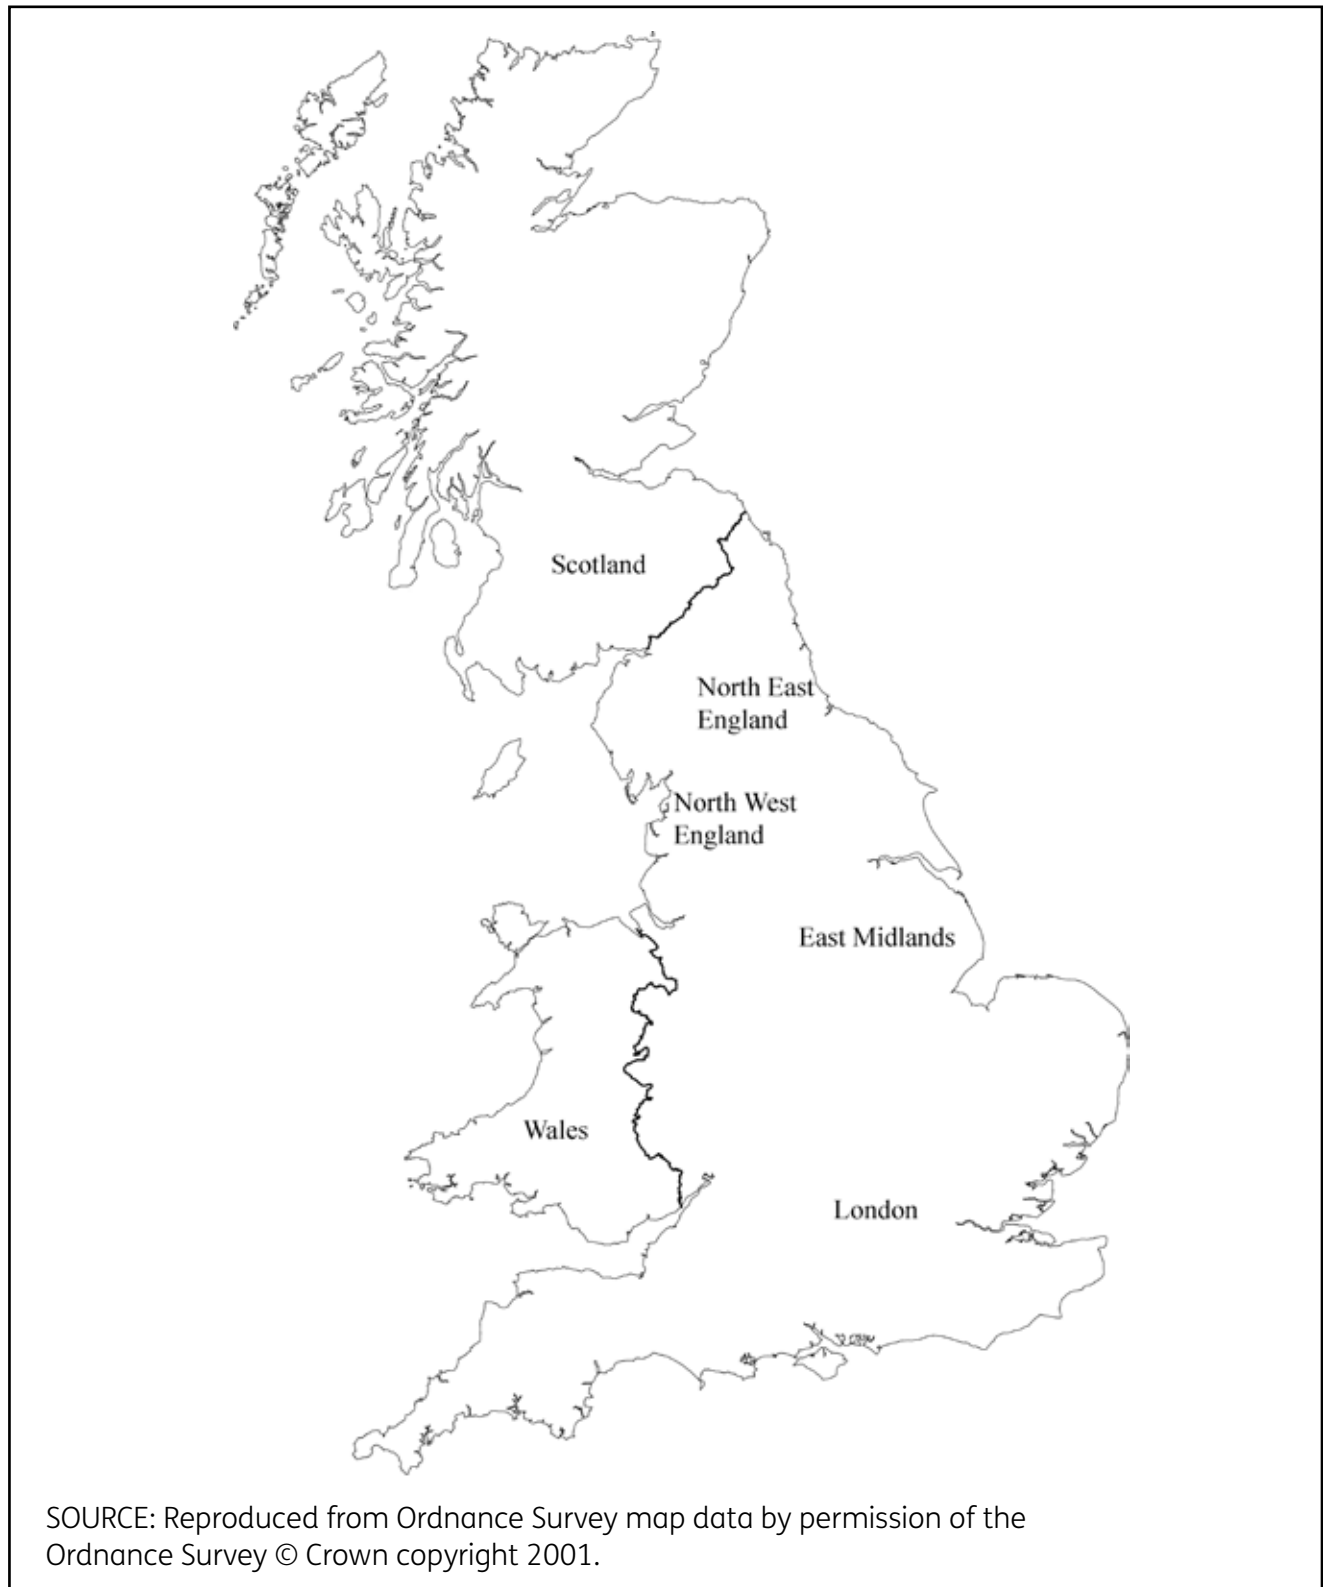 Scotland
North East
England
North West
England
East Midlands
Wales
London
SOURCE: Reproduced from Ordnance Survey map data by permission of the
Ordnance Survey © Crown copyright 2001.